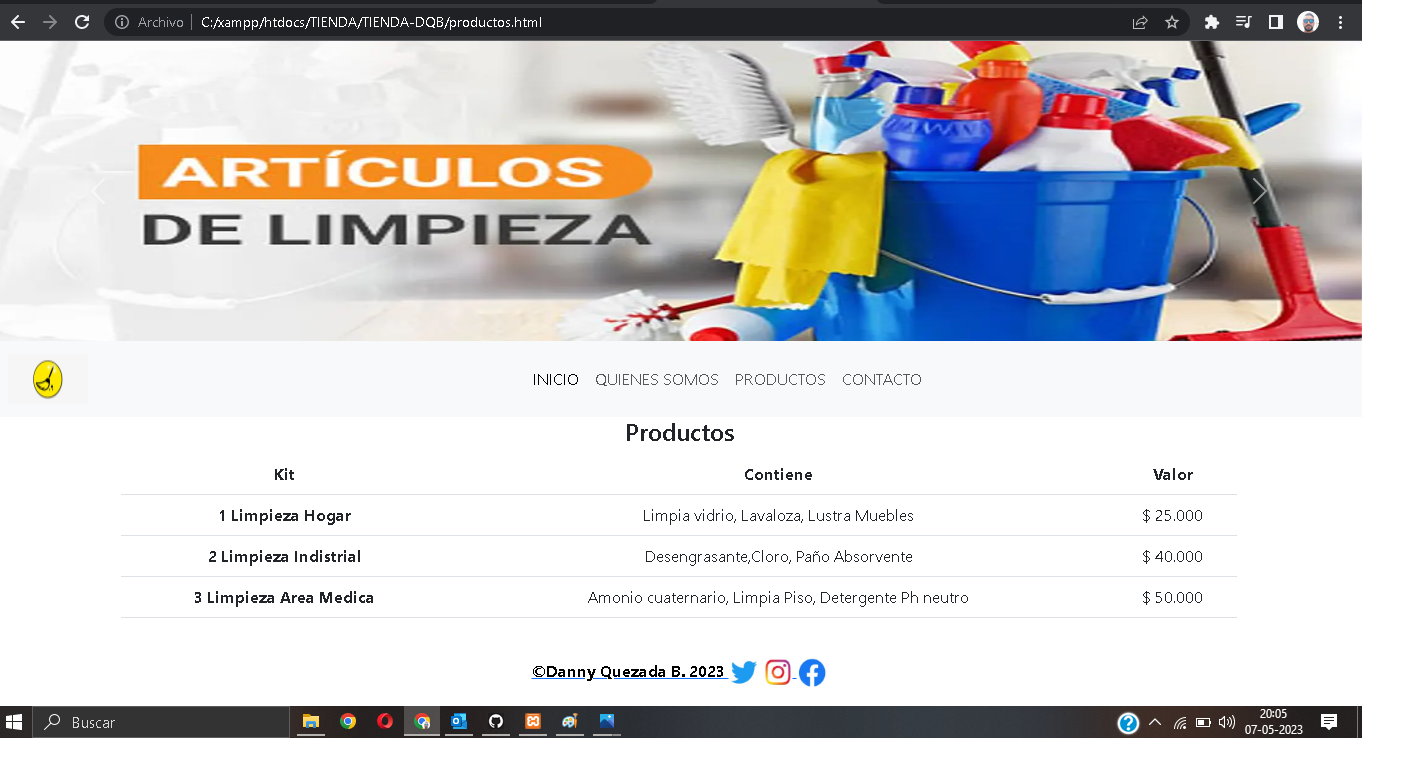 Archivo | C:/xampp/htdocs/TIENDA/TIENDA-DQB/productos.html
ARTÍCULOS
DE LIMPIEZA
INICIO QUIENES SOMOS PRODUCTOS CONTACTO
Productos
Kit Contiene Valor
1 Limpieza Hogar Limpia vidrio, Lavaloza, Lustra Muebles $ 25.000
2 Limpieza Indistrial Desengrasante,Cloro, Paño Absorvente $ 40.000
3 Limpieza Area Medica Amonio cuaternario, Limpia Piso, Detergente Ph neutro $ 50.000
©Danny Quezada B. 2023
Buscar
20:05
07-05-2023